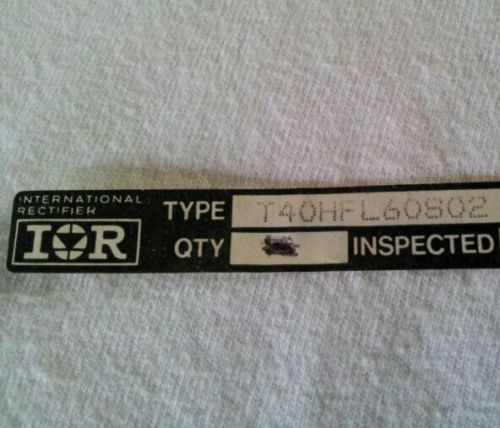 INTERNATIONAL
RECTIFIER
IOR
TYPE T40HFL60S02
QTY INSPECTED